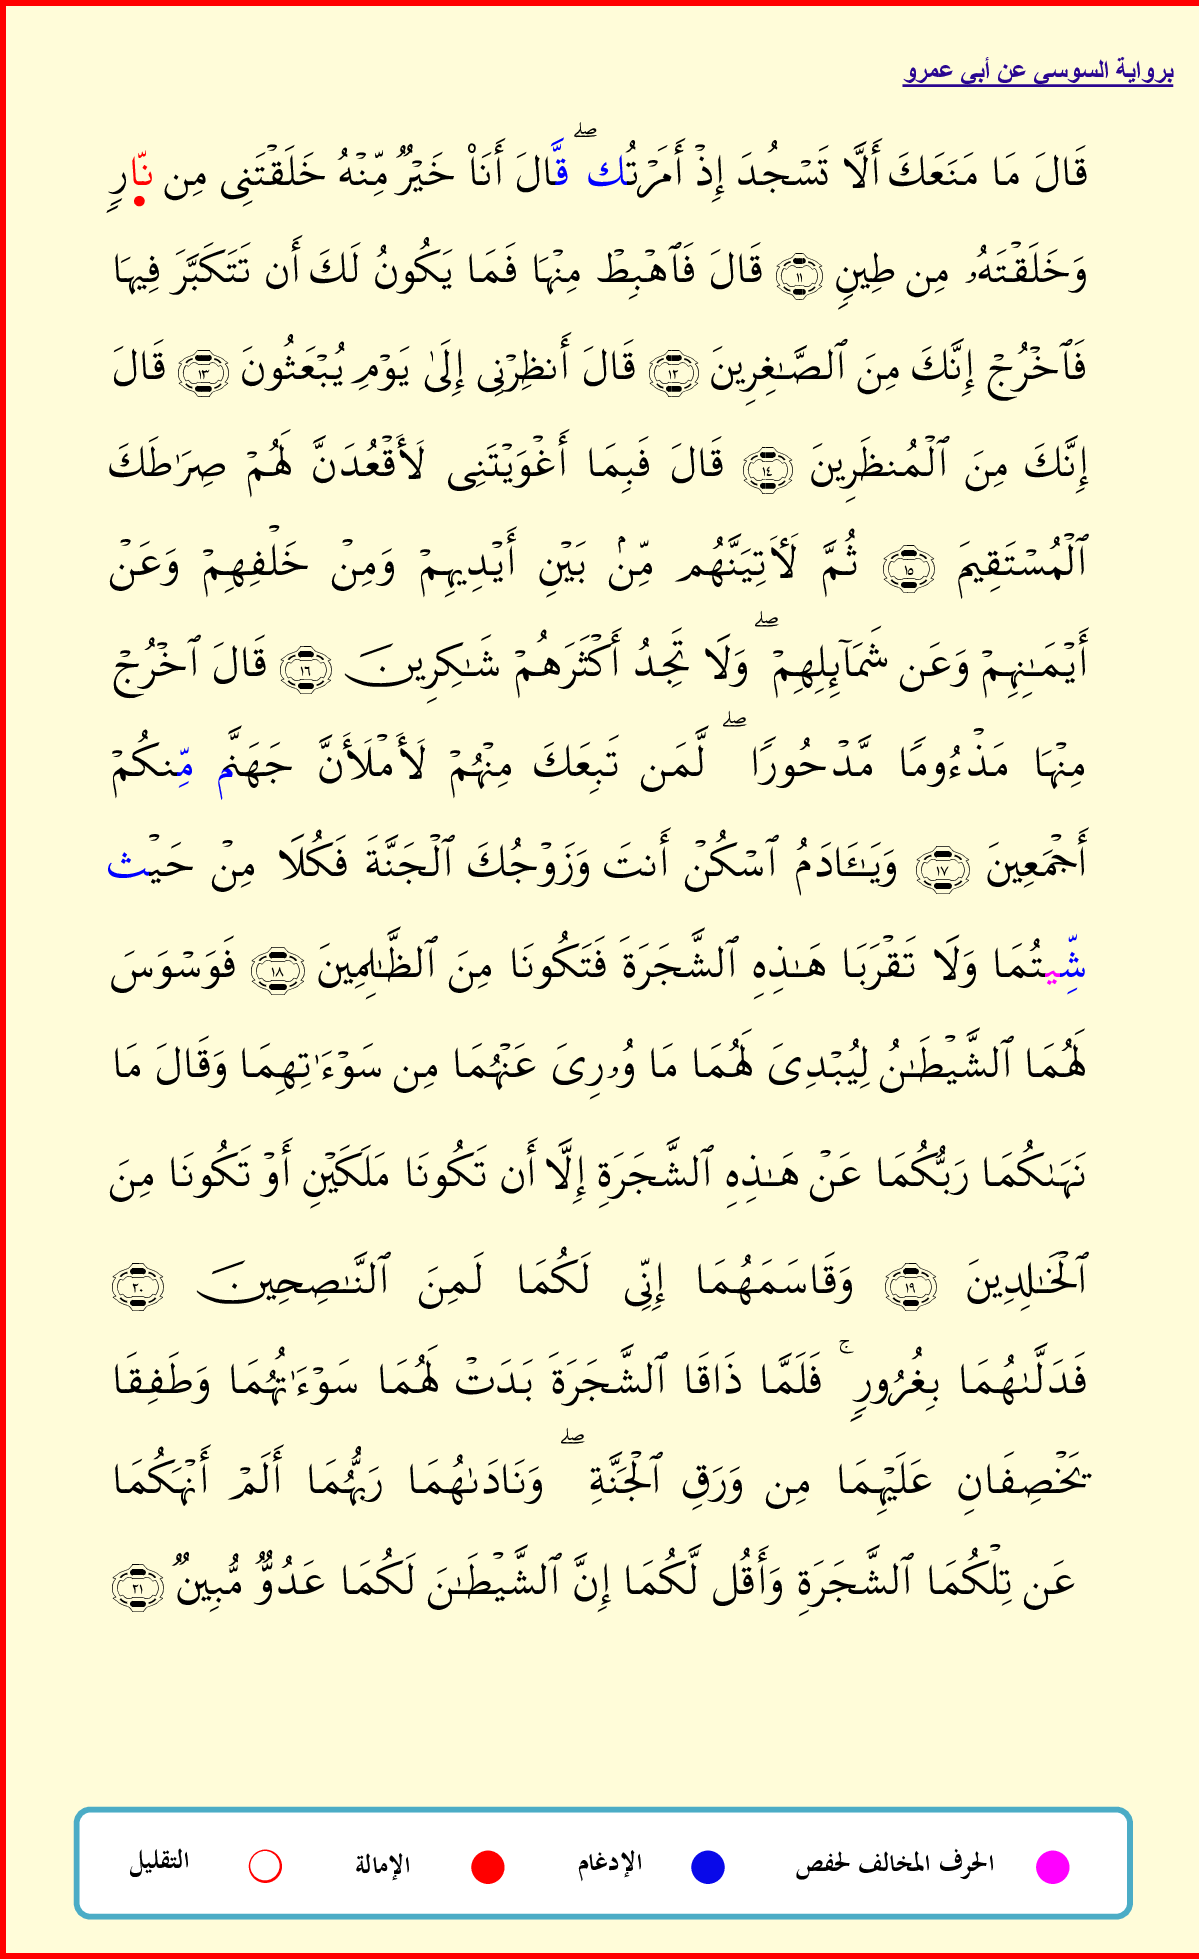 برواية السوسي عن أبي عمرو
قَالَ مَا مَنَعَكَ أَلَّا تَسْجُدَ إِذْ أَمَرْتُك ۖ قَّالَ أَنَا۠ خَيْرٌ مِّنْهُ خَلَقْتَنِى مِن نّ۪ارٍ
وَخَلَقْتَهُۥ مِن طِينٍ ١١ قَالَ فَٱهْبِطْ مِنْهَا فَمَا يَكُونُ لَكَ أَن تَتَكَبَّرَ فِيهَا
فَٱخْرُجْ إِنَّكَ مِنَ ٱلصَّـٰغِرِينَ ١٢ قَالَ أَنظِرْنِى إِلَىٰ يَوْمِ يُبْعَثُونَ ١٣ قَالَ
إِنَّكَ مِنَ ٱلْمُنظَرِينَ ١٤ قَالَ فَبِمَا أَغْوَيْتَنِى لَأَقْعُدَنَّ لَهُمْ صِرَٰطَكَ
ٱلْمُسْتَقِيمَ ١٥ ثُمَّ لَأٓتِيَنَّهُم مِّنۢ بَيْنِ أَيْدِيهِمْ وَمِنْ خَلْفِهِمْ وَعَنْ
أَيْمَـٰنِهِمْ وَعَن شَمَآئِلِهِمْ ۖ وَلَا تَجِدُ أَكْثَرَهُمْ شَـٰكِرِينَ ١٦ قَالَ ٱخْرُجْ
مِنْهَا مَذْءُومًا مَّدْحُورًا ۖ لَّمَن تَبِعَكَ مِنْهُمْ لَأَمْلَأَنَّ جَهَنَّم مِّنكُمْ
أَجْمَعِينَ ١٧ وَيَـٰٓـَٔادَمُ ٱسْكُنْ أَنتَ وَزَوْجُكَ ٱلْجَنَّةَ فَكُلَا مِنْ حَيْث
شِّيتُمَا وَلَا تَقْرَبَا هَـٰذِهِ ٱلشَّجَرَةَ فَتَكُونَا مِنَ ٱلظَّـٰلِمِينَ ١٨ فَوَسْوَسَ
لَهُمَا ٱلشَّيْطَـٰنُ لِيُبْدِىَ لَهُمَا مَا وُۥرِىَ عَنْهُمَا مِن سَوْءَٰتِهِمَا وَقَالَ مَا
نَهَىٰكُمَا رَبُّكُمَا عَنْ هَـٰذِهِ ٱلشَّجَرَةِ إِلَّا أَن تَكُونَا مَلَكَيْنِ أَوْ تَكُونَا مِنَ
ٱلْخَـٰلِدِينَ ١٩ وَقَاسَمَهُمَا إِنِّى لَكُمَا لَمِنَ ٱلنَّـٰصِحِينَ ٢٠
فَدَلَّىٰهُمَا بِغُرُورٍ ۚ فَلَمَّا ذَاقَا ٱلشَّجَرَةَ بَدَتْ لَهُمَا سَوْءَٰتُهُمَا وَطَفِقَا
يَخْصِفَانِ عَلَيْهِمَا مِن وَرَقِ ٱلْجَنَّةِ ۖ وَنَادَىٰهُمَا رَبُّهُمَا أَلَمْ أَنْهَكُمَا
عَن تِلْكُمَا ٱلشَّجَرَةِ وَأَقُل لَّكُمَا إِنَّ ٱلشَّيْطَـٰنَ لَكُمَا عَدُوٌّ مُّبِينٌ ٢١
الحرف المخالف لحفص الإدغام الإمالة التقليل